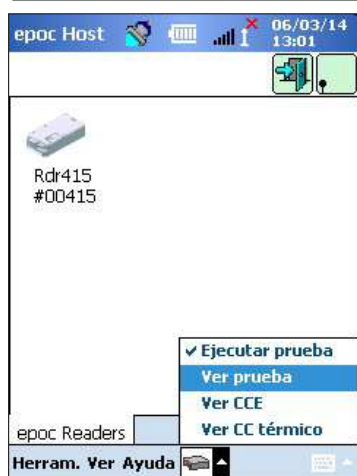 epoc Host 06/03/14
13:01
Rdr415
#00415
✓ Ejecutar prueba
Ver prueba
Ver CCE
Ver CC térmico
epoc Readers
Herram. Ver Ayuda